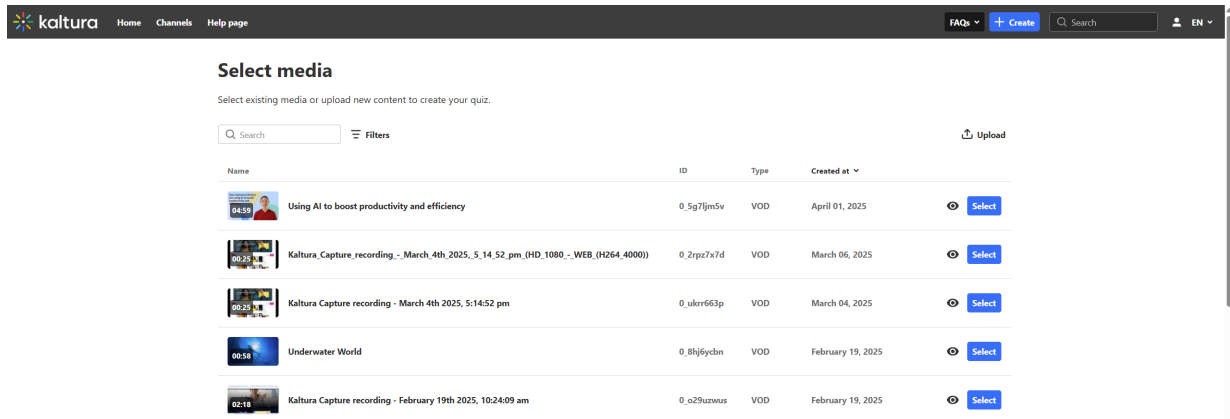 kaltura Home Channels Help page FAQs + Create Search EN
Select media
Select existing media or upload new content to create your quiz.
Search Filters Upload
Name ID Type Created at
04:59 Using AI to boost productivity and efficiency 0_5g7ljm5v VOD April 01, 2025 Select
00:25 Kaltura_Capture_recording_-_March_4th_2025,_5_14_52_pm_(HD_1080_-_WEB_(H264_4000)) 0_2rpz7x7d VOD March 06, 2025 Select
00:25 Kaltura Capture recording - March 4th 2025, 5:14:52 pm 0_ukrr663p VOD March 04, 2025 Select
00:58 Underwater World 0_8hj6ycbn VOD February 19, 2025 Select
02:18 Kaltura Capture recording - February 19th 2025, 10:24:09 am 0_o29uzwus VOD February 19, 2025 Select